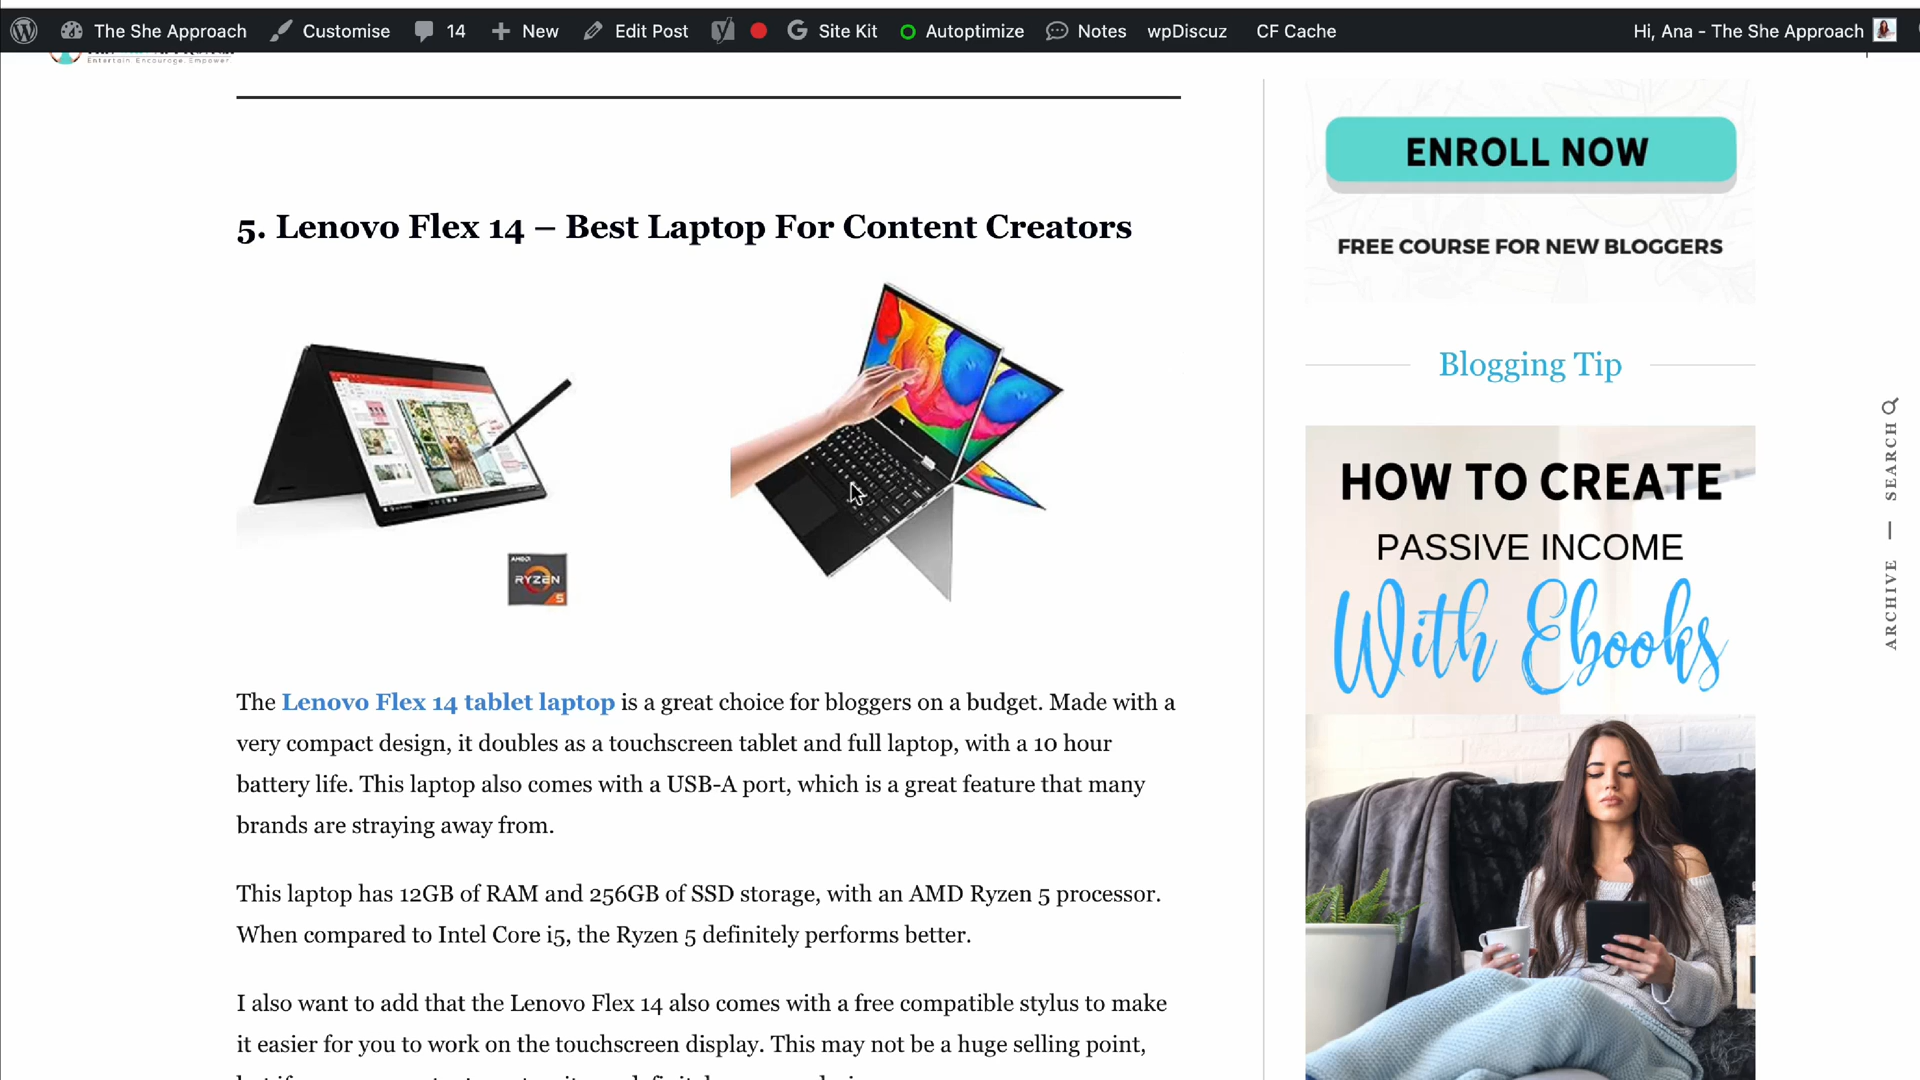 The She Approach
Customise
14
New
Edit Post
Site Kit
Autoptimize
Notes
wpDiscuz
CF Cache
Hi, Ana - The She Approach
Entertain. Encourage. Empower.
5. Lenovo Flex 14 – Best Laptop For Content Creators
AMD
RYZEN
5
The Lenovo Flex 14 tablet laptop is a great choice for bloggers on a budget. Made with a
very compact design, it doubles as a touchscreen tablet and full laptop, with a 10 hour
battery life. This laptop also comes with a USB-A port, which is a great feature that many
brands are straying away from.
This laptop has 12GB of RAM and 256GB of SSD storage, with an AMD Ryzen 5 processor.
When compared to Intel Core i5, the Ryzen 5 definitely performs better.
I also want to add that the Lenovo Flex 14 also comes with a free compatible stylus to make
it easier for you to work on the touchscreen display. This may not be a huge selling point,
ENROLL NOW
FREE COURSE FOR NEW BLOGGERS
Blogging Tip
HOW TO CREATE
PASSIVE INCOME
With Ebooks
SEARCH
ARCHIVE